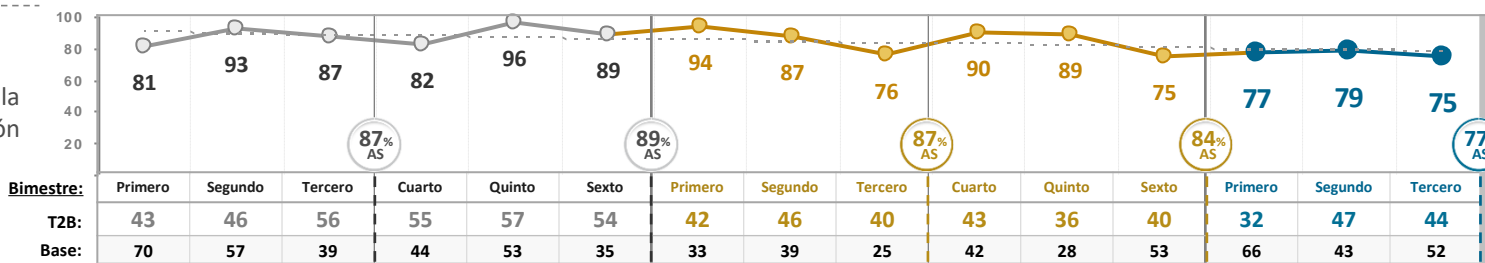 100
80
60
40
20
la
ón
81 93 87 82 96 89 94 87 76 90 89 75 77 79 75
87% AS 89% AS 87% AS 84% AS 77 AS
Bimestre: Primero Segundo Tercero Cuarto Quinto Sexto Primero Segundo Tercero Cuarto Quinto Sexto Primero Segundo Tercero
T2B: 43 46 56 55 57 54 42 46 40 43 36 40 32 47 44
Base: 70 57 39 44 53 35 33 39 25 42 28 53 66 43 52